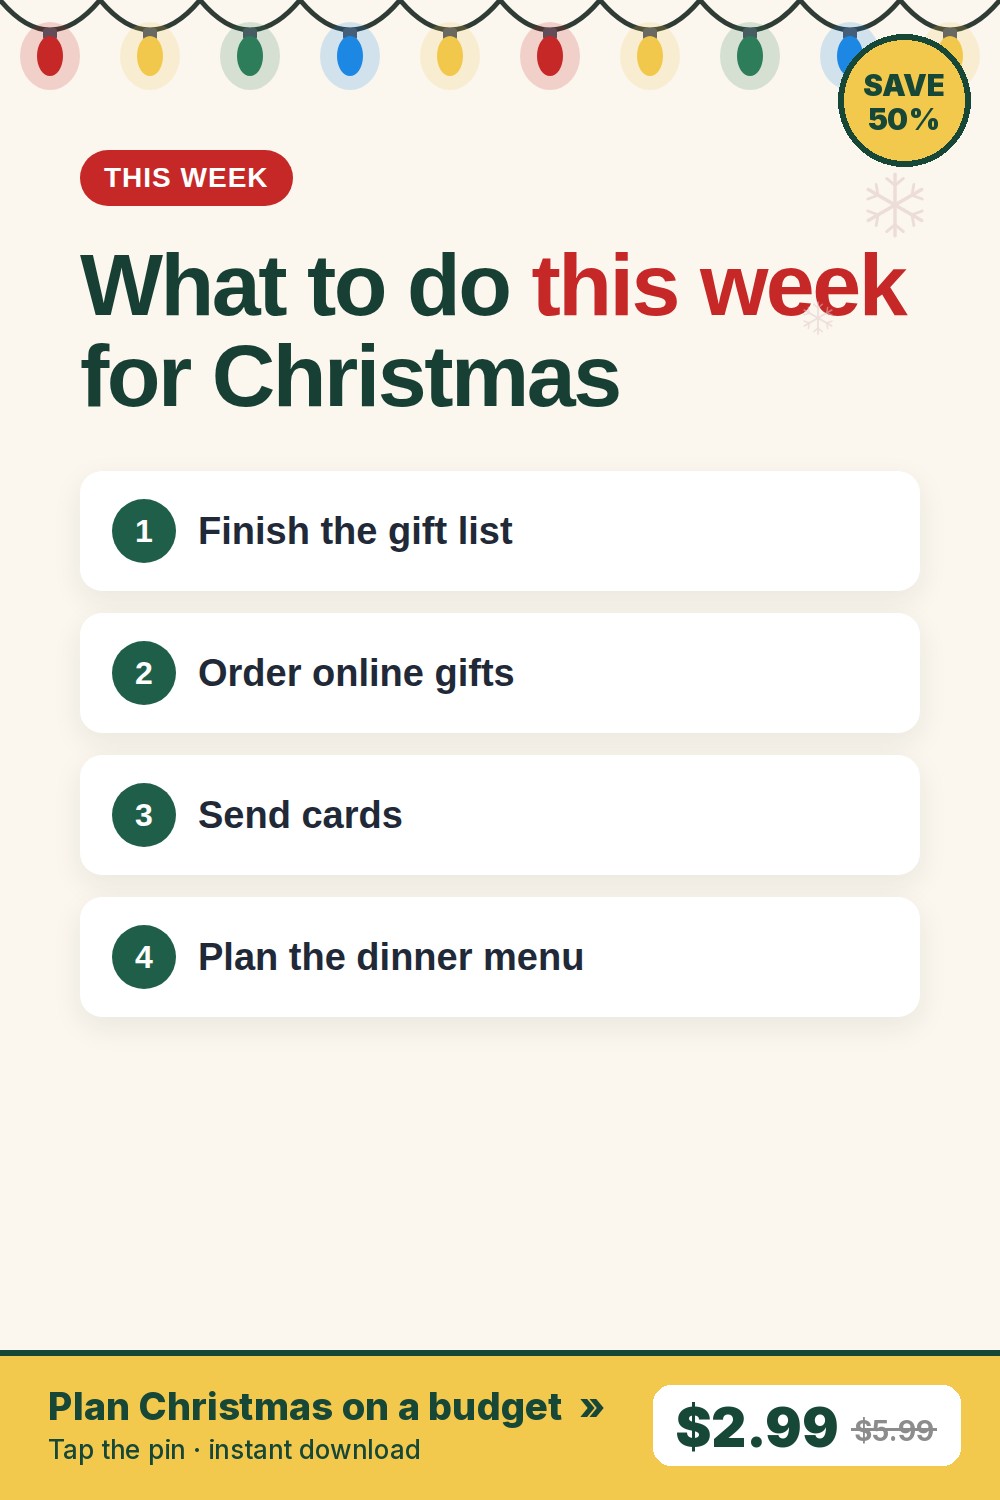 SAVE
50%
THIS WEEK
What to do this week
for Christmas
1 Finish the gift list
2 Order online gifts
3 Send cards
4 Plan the dinner menu
Plan Christmas on a budget »
Tap the pin · instant download
$2.99 $5.99